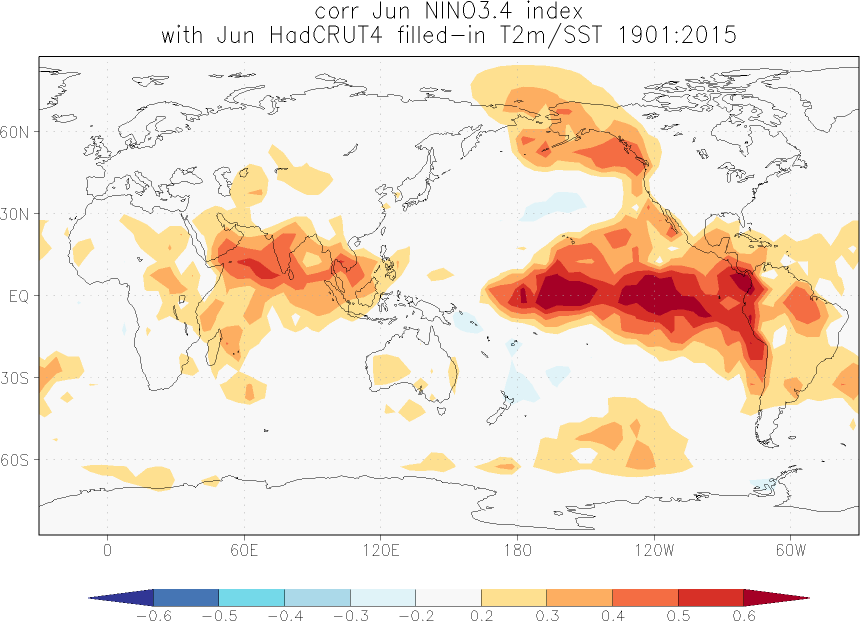 corr Jun NINO3.4 index
with Jun HadCRUT4 filled-in T2m/SST 1901:2015
60N
30N
EQ
30S
60S
0 60E 120E 180 120W 60W
-0.6 -0.5 -0.4 -0.3 -0.2 0.2 0.3 0.4 0.5 0.6